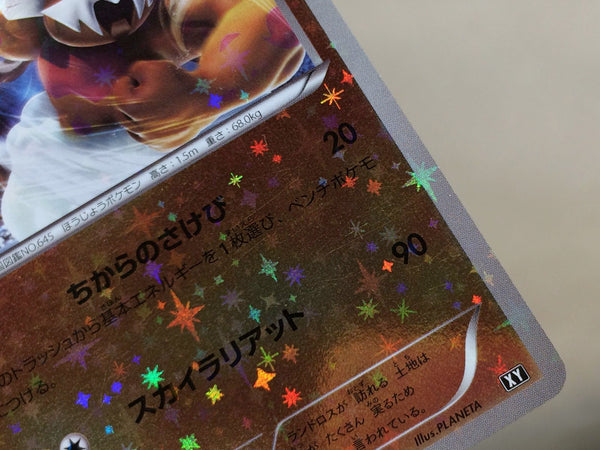 図鑑NO.645 ほうじょうポケモン 高さ:1.5m 重さ:68.0kg
ちからのさけび 20
のトラッシュから基本エネルギーを1枚選び、ベンチポケモ
につける。
スカイラリアット 90
ランドロスが訪れる土地は
がたくさん実るため
言われている。
illus.PLANETA
XY